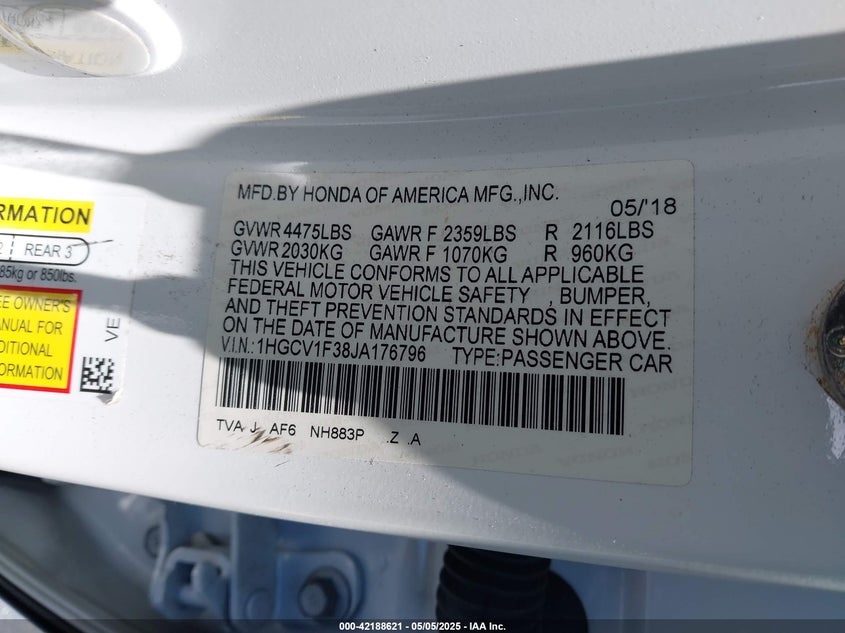 MFD.BY HONDA OF AMERICA MFG.,INC.
05/'18
GVWR 4475LBS GAWR F 2359LBS R 2116LBS
GVWR 2030KG GAWR F 1070KG R 960KG
THIS VEHICLE CONFORMS TO ALL APPLICABLE
FEDERAL MOTOR VEHICLE SAFETY , BUMPER,
AND THEFT PREVENTION STANDARDS IN EFFECT
ON THE DATE OF MANUFACTURE SHOWN ABOVE.
V.I.N.:1HGCV1F38JA176796 TYPE:PASSENGER CAR
TVA J AF6 NH883P .Z .A
RMATION
2 REAR 3
85kg or 850lbs.
EE OWNER'S
ANUAL FOR
DITIONAL
FORMATION
VE
000-42188621 - 05/05/2025 - IAA Inc.